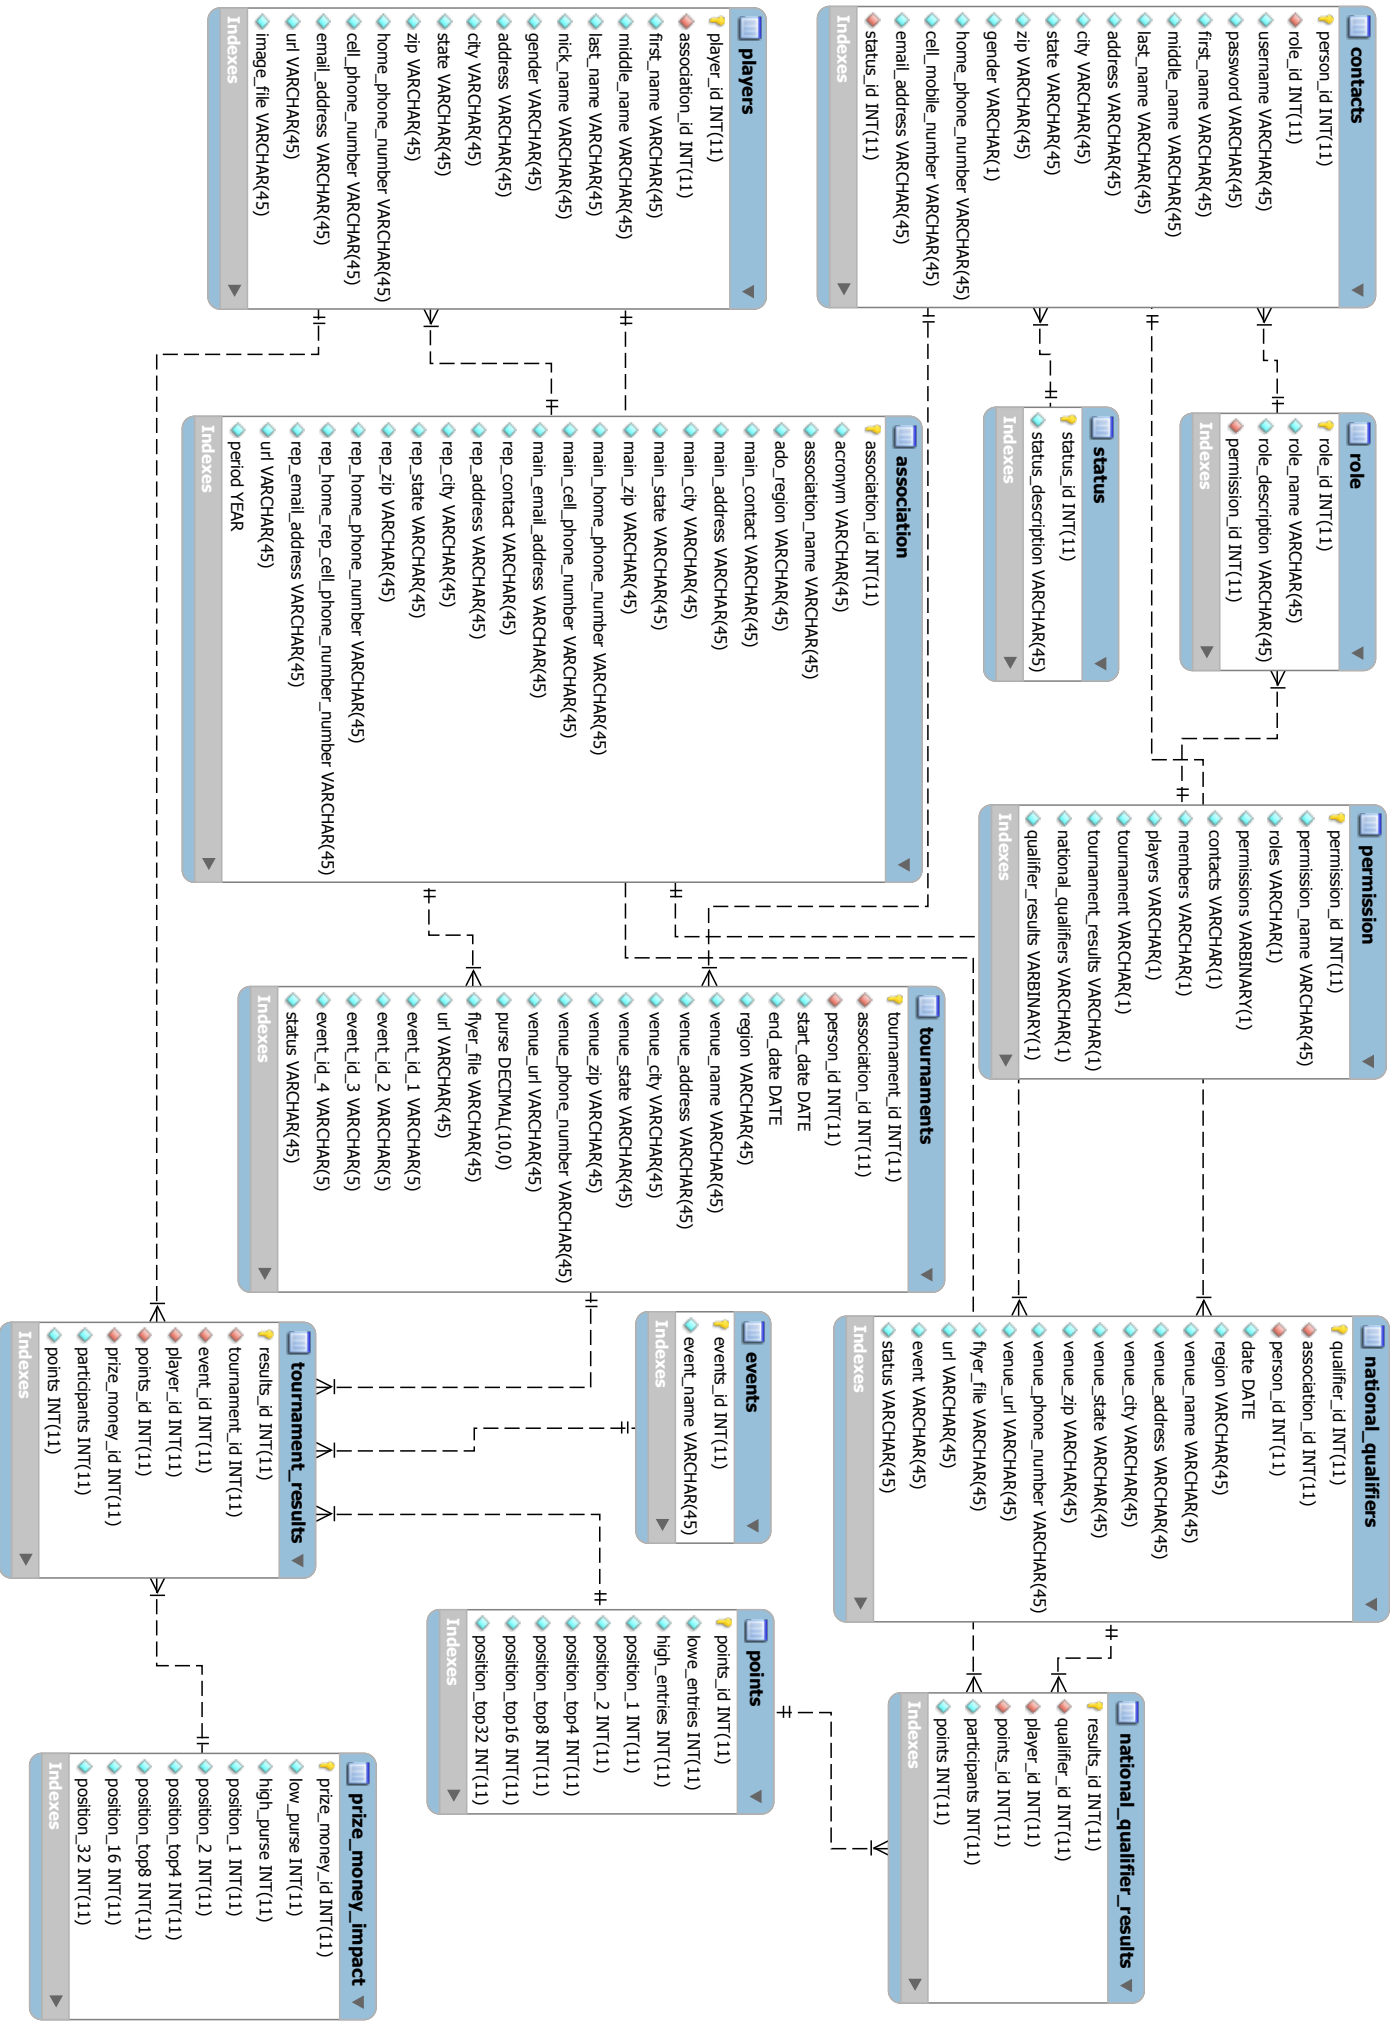 contacts
person_id INT(11)
role_id INT(11)
username VARCHAR(45)
password VARCHAR(45)
first_name VARCHAR(45)
middle_name VARCHAR(45)
last_name VARCHAR(45)
address VARCHAR(45)
city VARCHAR(45)
state VARCHAR(45)
zip VARCHAR(45)
gender VARCHAR(1)
home_phone_number VARCHAR(45)
cell_mobile_number VARCHAR(45)
email_address VARCHAR(45)
status_id INT(11)
Indexes
role
role_id INT(11)
role_name VARCHAR(45)
role_description VARCHAR(45)
permission_id INT(11)
Indexes
permission
permission_id INT(11)
permission_name VARCHAR(45)
roles VARCHAR(1)
permissions VARBINARY(1)
contacts VARCHAR(1)
members VARCHAR(1)
players VARCHAR(1)
tournament VARCHAR(1)
tournament_results VARCHAR(1)
national_qualifiers VARCHAR(1)
qualifier_results VARBINARY(1)
Indexes
national_qualifiers
qualifier_id INT(11)
association_id INT(11)
person_id INT(11)
date DATE
region VARCHAR(45)
venue_name VARCHAR(45)
venue_address VARCHAR(45)
venue_city VARCHAR(45)
venue_state VARCHAR(45)
venue_zip VARCHAR(45)
venue_phone_number VARCHAR(45)
venue_url VARCHAR(45)
flyer_file VARCHAR(45)
url VARCHAR(45)
event VARCHAR(45)
status VARCHAR(45)
Indexes
national_qualifier_results
results_id INT(11)
qualifier_id INT(11)
player_id INT(11)
points_id INT(11)
participants INT(11)
points INT(11)
Indexes
status
status_id INT(11)
status_description VARCHAR(45)
Indexes
players
player_id INT(11)
association_id INT(11)
first_name VARCHAR(45)
middle_name VARCHAR(45)
last_name VARCHAR(45)
nick_name VARCHAR(45)
gender VARCHAR(45)
address VARCHAR(45)
city VARCHAR(45)
state VARCHAR(45)
zip VARCHAR(45)
home_phone_number VARCHAR(45)
cell_phone_number VARCHAR(45)
email_address VARCHAR(45)
url VARCHAR(45)
image_file VARCHAR(45)
Indexes
association
association_id INT(11)
acronym VARCHAR(45)
association_name VARCHAR(45)
ado_region VARCHAR(45)
main_contact VARCHAR(45)
main_address VARCHAR(45)
main_city VARCHAR(45)
main_state VARCHAR(45)
main_zip VARCHAR(45)
main_home_phone_number VARCHAR(45)
main_cell_phone_number VARCHAR(45)
main_email_address VARCHAR(45)
rep_contact VARCHAR(45)
rep_address VARCHAR(45)
rep_city VARCHAR(45)
rep_state VARCHAR(45)
rep_zip VARCHAR(45)
rep_home_phone_number VARCHAR(45)
rep_home_rep_cell_phone_number_number VARCHAR(45)
rep_email_address VARCHAR(45)
url VARCHAR(45)
period YEAR
Indexes
tournaments
tournament_id INT(11)
association_id INT(11)
person_id INT(11)
start_date DATE
end_date DATE
region VARCHAR(45)
venue_name VARCHAR(45)
venue_address VARCHAR(45)
venue_city VARCHAR(45)
venue_state VARCHAR(45)
venue_zip VARCHAR(45)
venue_phone_number VARCHAR(45)
venue_url VARCHAR(45)
purse DECIMAL(10,0)
flyer_file VARCHAR(45)
url VARCHAR(45)
event_id_1 VARCHAR(5)
event_id_2 VARCHAR(5)
event_id_3 VARCHAR(5)
event_id_4 VARCHAR(5)
status VARCHAR(45)
Indexes
events
events_id INT(11)
event_name VARCHAR(45)
Indexes
points
points_id INT(11)
lowe_entries INT(11)
high_entries INT(11)
position_1 INT(11)
position_2 INT(11)
position_top4 INT(11)
position_top8 INT(11)
position_top16 INT(11)
position_top32 INT(11)
Indexes
tournament_results
results_id INT(11)
tournament_id INT(11)
event_id INT(11)
player_id INT(11)
points_id INT(11)
prize_money_id INT(11)
participants INT(11)
points INT(11)
Indexes
prize_money_impact
prize_money_id INT(11)
low_purse INT(11)
high_purse INT(11)
position_1 INT(11)
position_2 INT(11)
position_top4 INT(11)
position_top8 INT(11)
position_16 INT(11)
position_32 INT(11)
Indexes